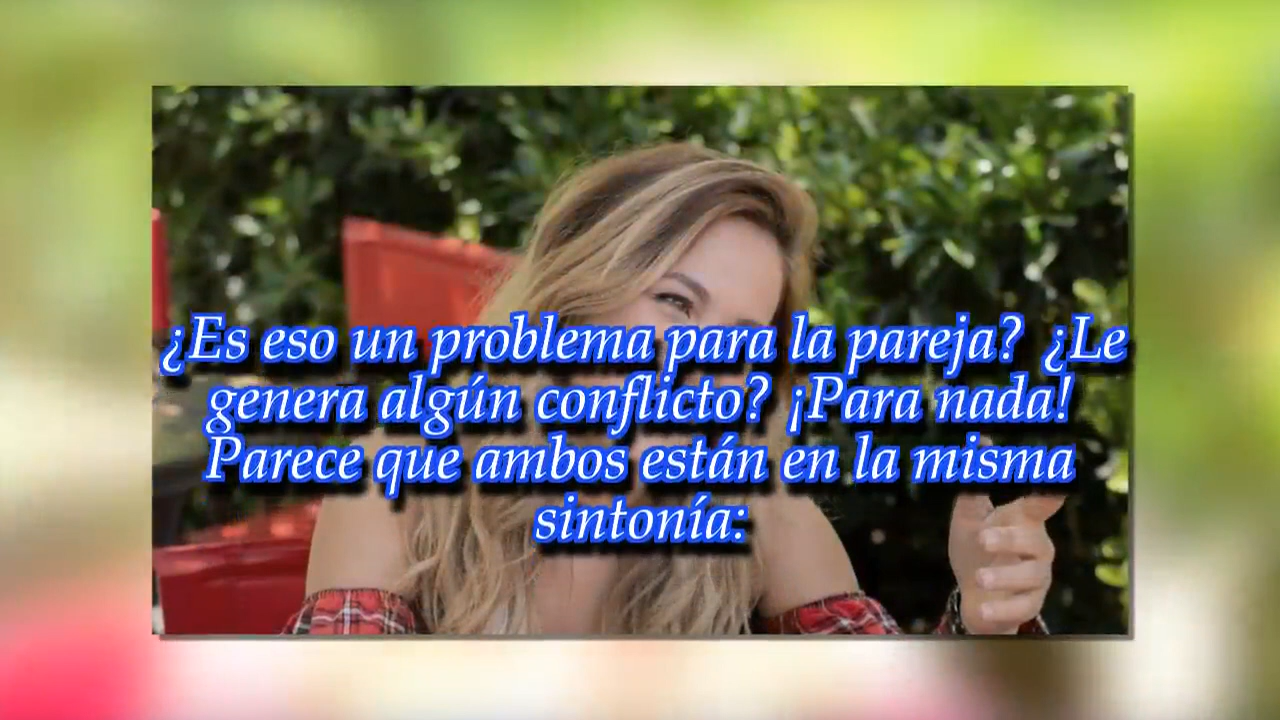 ¿Es eso un problema para la pareja? ¿Le
genera algún conflicto? ¡Para nada!
Parece que ambos están en la misma
sintonía: